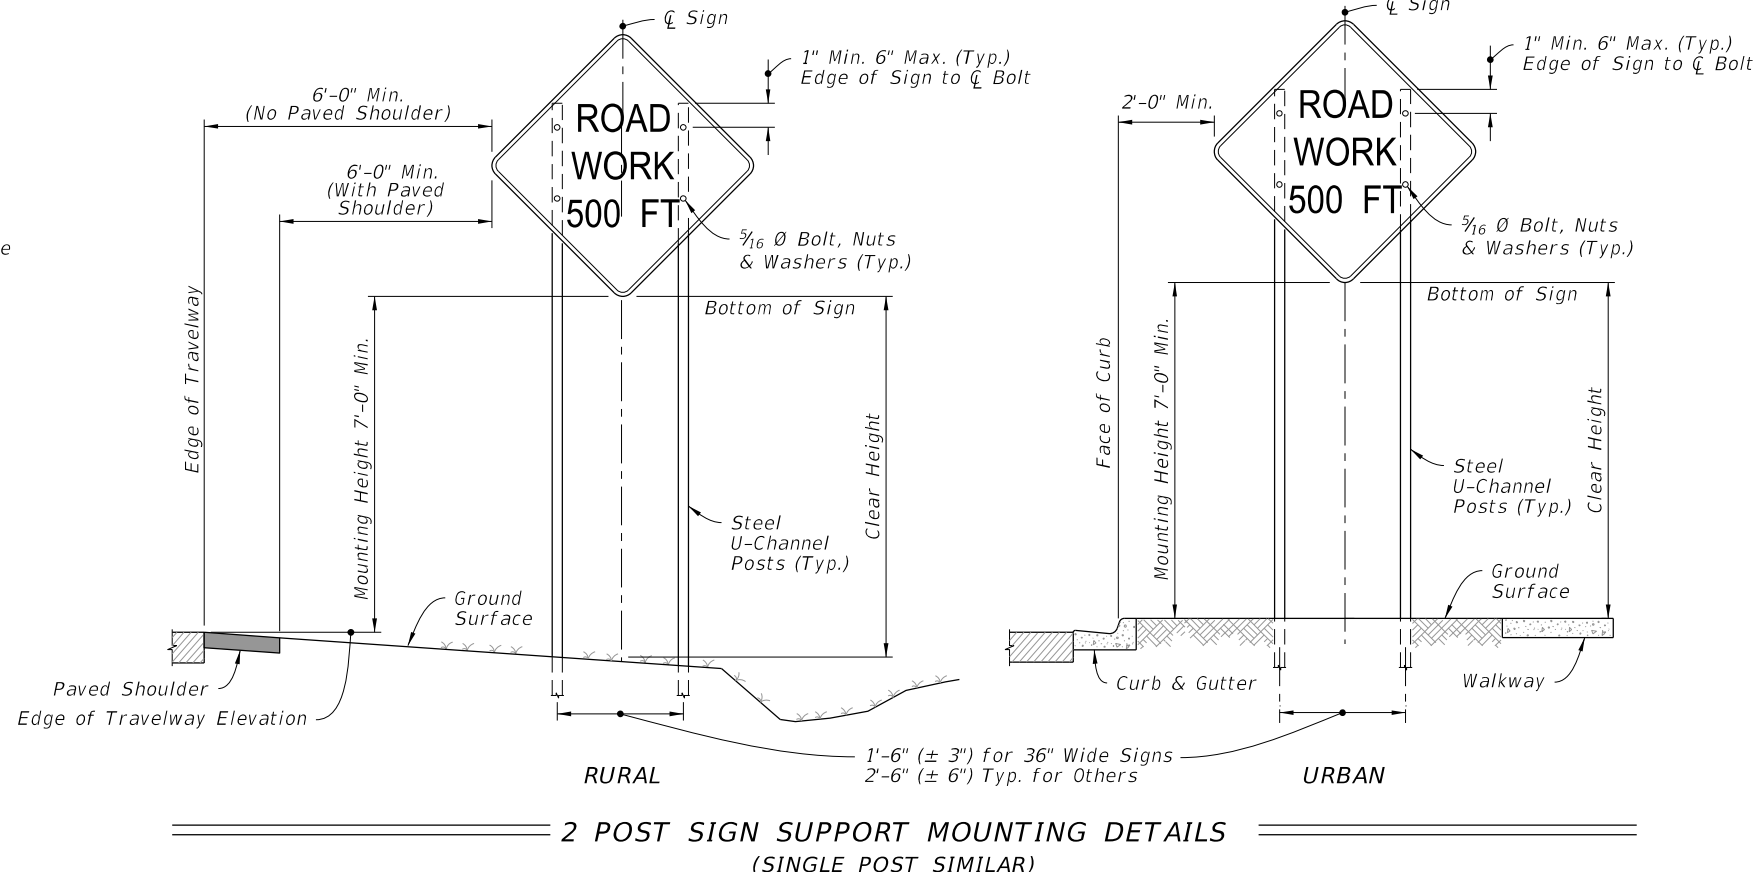 ℄ Sign
1" Min. 6" Max. (Typ.)
Edge of Sign to ℄ Bolt
6'-0" Min.
(No Paved Shoulder)
6'-0" Min.
(With Paved
Shoulder)
ROAD
WORK
500 FT
5/16 Ø Bolt, Nuts
& Washers (Typ.)
Bottom of Sign
e
Edge of Travelway
Mounting Height 7'-0" Min.
Clear Height
Steel
U-Channel
Posts (Typ.)
Ground
Surface
Paved Shoulder
Edge of Travelway Elevation
RURAL
℄ Sign
1" Min. 6" Max. (Typ.)
Edge of Sign to ℄ Bolt
2'-0" Min.
ROAD
WORK
500 FT
5/16 Ø Bolt, Nuts
& Washers (Typ.)
Bottom of Sign
Face of Curb
Mounting Height 7'-0" Min.
Clear Height
Steel
U-Channel
Posts (Typ.)
Ground
Surface
Curb & Gutter
Walkway
1'-6" (± 3") for 36" Wide Signs
2'-6" (± 6") Typ. for Others
URBAN
2 POST SIGN SUPPORT MOUNTING DETAILS
(SINGLE POST SIMILAR)